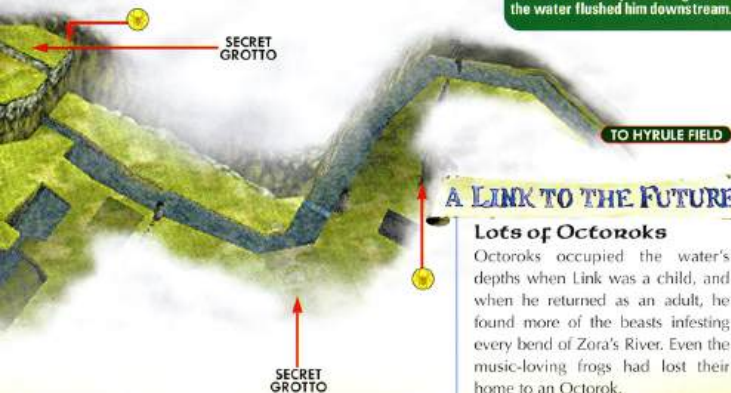 the water flushed him downstream.
SECRET
GROTTO
TO HYRULE FIELD
A LINK TO THE FUTURE
Lots of Octoroks
Octoroks occupied the water's
depths when Link was a child, and
when he returned as an adult, he
found more of the beasts infesting
every bend of Zora's River. Even the
music-loving frogs had lost their
home to an Octorok.
SECRET
GROTTO